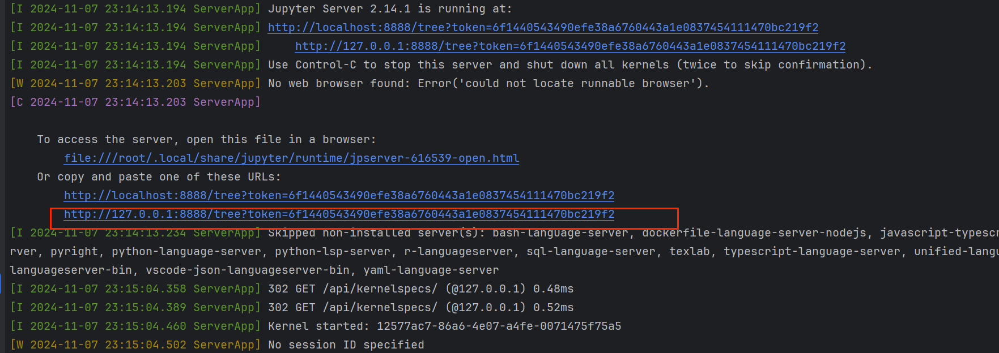 [I 2024-11-07 23:14:13.194 ServerApp] Jupyter Server 2.14.1 is running at:
[I 2024-11-07 23:14:13.194 ServerApp] http://localhost:8888/tree?token=6f1440543490efe38a6760443a1e0837454111470bc219f2
[I 2024-11-07 23:14:13.194 ServerApp]     http://127.0.0.1:8888/tree?token=6f1440543490efe38a6760443a1e0837454111470bc219f2
[I 2024-11-07 23:14:13.194 ServerApp] Use Control-C to stop this server and shut down all kernels (twice to skip confirmation).
[W 2024-11-07 23:14:13.203 ServerApp] No web browser found: Error('could not locate runnable browser').
[C 2024-11-07 23:14:13.203 ServerApp]
To access the server, open this file in a browser:
file:///root/.local/share/jupyter/runtime/jpserver-616539-open.html
Or copy and paste one of these URLs:
http://localhost:8888/tree?token=6f1440543490efe38a6760443a1e0837454111470bc219f2
http://127.0.0.1:8888/tree?token=6f1440543490efe38a6760443a1e0837454111470bc219f2
[I 2024-11-07 23:14:13.234 ServerApp] Skipped non-installed server(s): bash-language-server, dockerfile-language-server-nodejs, javascript-typescr
rver, pyright, python-language-server, python-lsp-server, r-languageserver, sql-language-server, texlab, typescript-language-server, unified-langu
languageserver-bin, vscode-json-languageserver-bin, yaml-language-server
[I 2024-11-07 23:15:04.358 ServerApp] 302 GET /api/kernelspecs/ (@127.0.0.1) 0.48ms
[I 2024-11-07 23:15:04.389 ServerApp] 302 GET /api/kernelspecs/ (@127.0.0.1) 0.52ms
[I 2024-11-07 23:15:04.460 ServerApp] Kernel started: 12577ac7-86a6-4e07-a4fe-0071475f75a5
[W 2024-11-07 23:15:04.502 ServerApp] No session ID specified